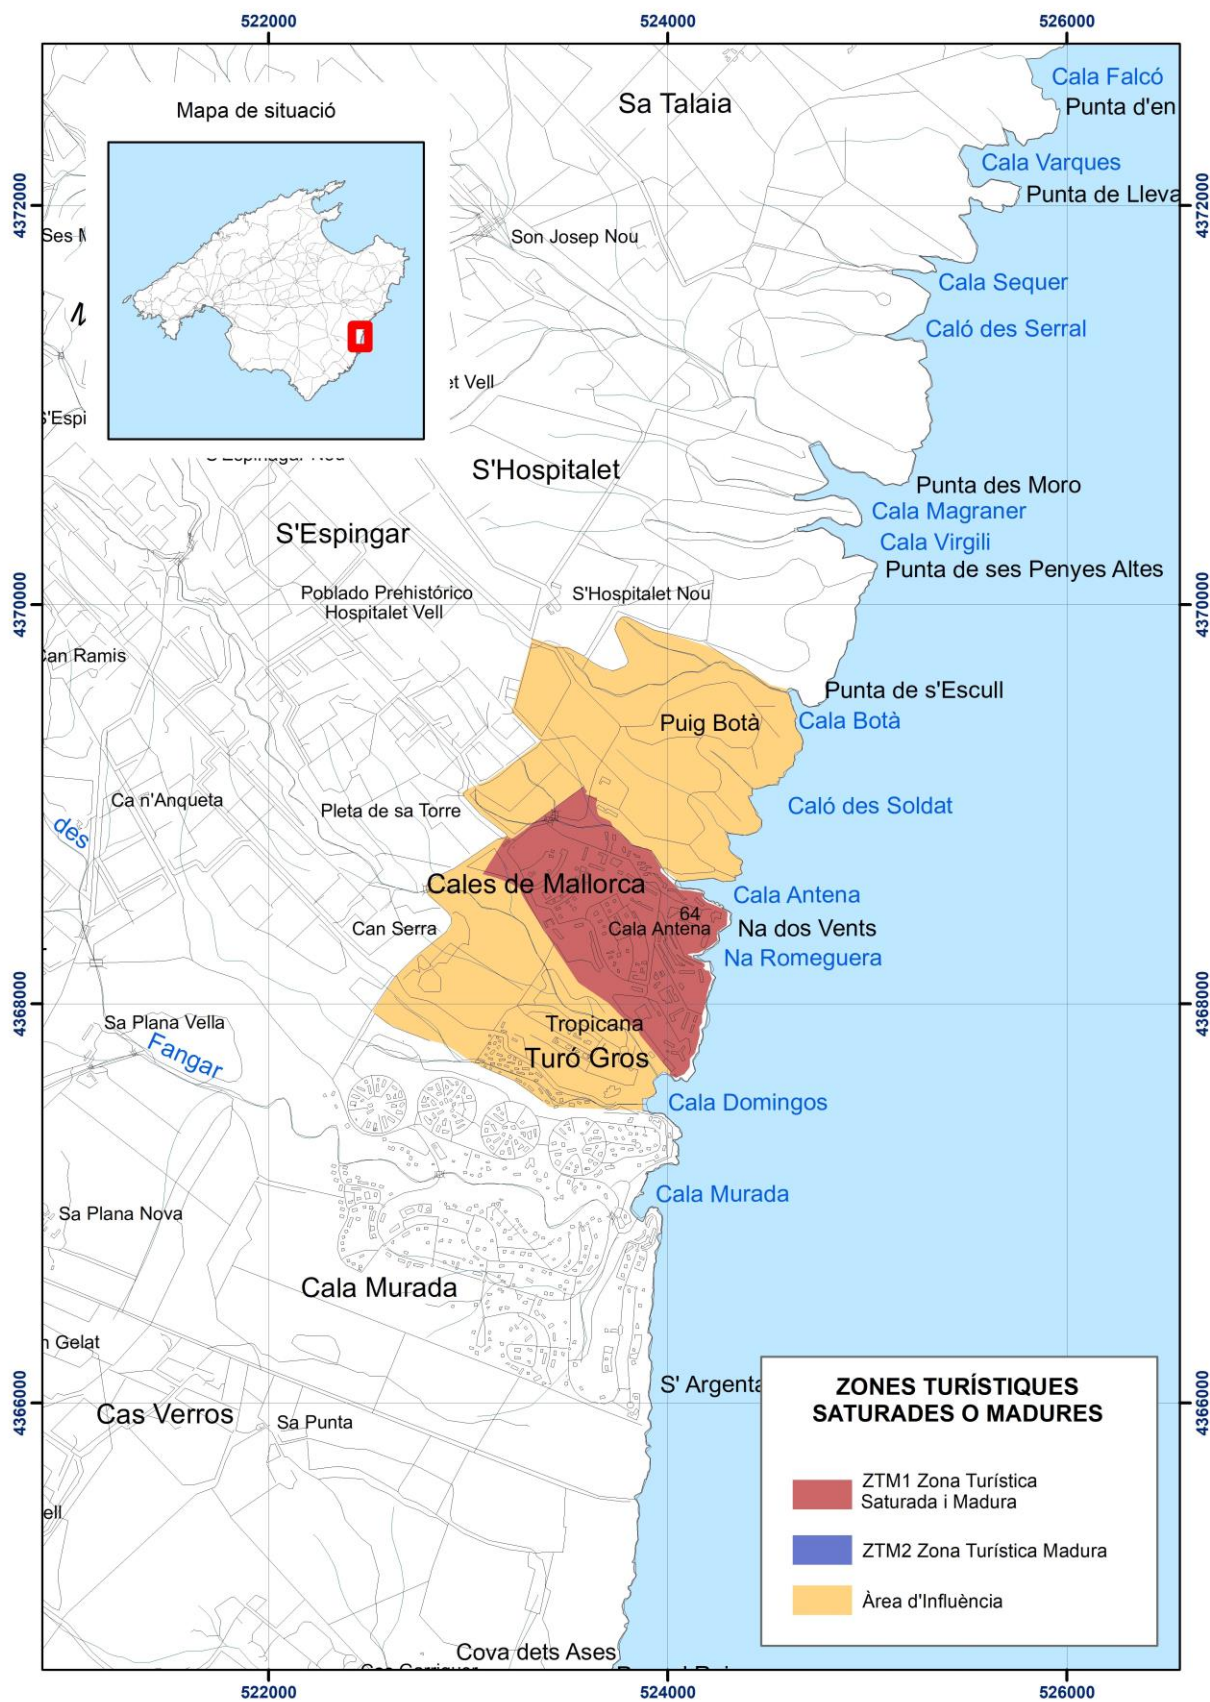 522000
524000
526000
Mapa de situació
Sa Talaia
Cala Falcó
Punta d'en
Cala Varques
Punta de Lleva
4372000
4372000
Son Josep Nou
Cala Sequer
Caló des Serral
S'Hospitalet
Punta des Moro
Cala Magraner
S'Espingar
Cala Virgili
Punta de ses Penyes Altes
Poblado Prehistórico
Hospitalet Vell
S'Hospitalet Nou
4370000
4370000
Can Ramis
Punta de s'Escull
Puig Botà
Cala Botà
Ca n'Anqueta
Pleta de sa Torre
Caló des Soldat
des
Cales de Mallorca
Cala Antena
64
Can Serra
Cala Antena
Na dos Vents
Na Romeguera
4368000
4368000
Sa Plana Vella
Tropicana
Fangar
Turó Gros
Cala Domingos
Cala Murada
Sa Plana Nova
Cala Murada
n Gelat
S' Argenta
4366000
4366000
Cas Verros
Sa Punta
ell
Cova dets Ases
ZONES TURÍSTIQUES
SATURADES O MADURES
ZTM1 Zona Turística
Saturada i Madura
ZTM2 Zona Turística Madura
Àrea d'Influència
522000
524000
526000